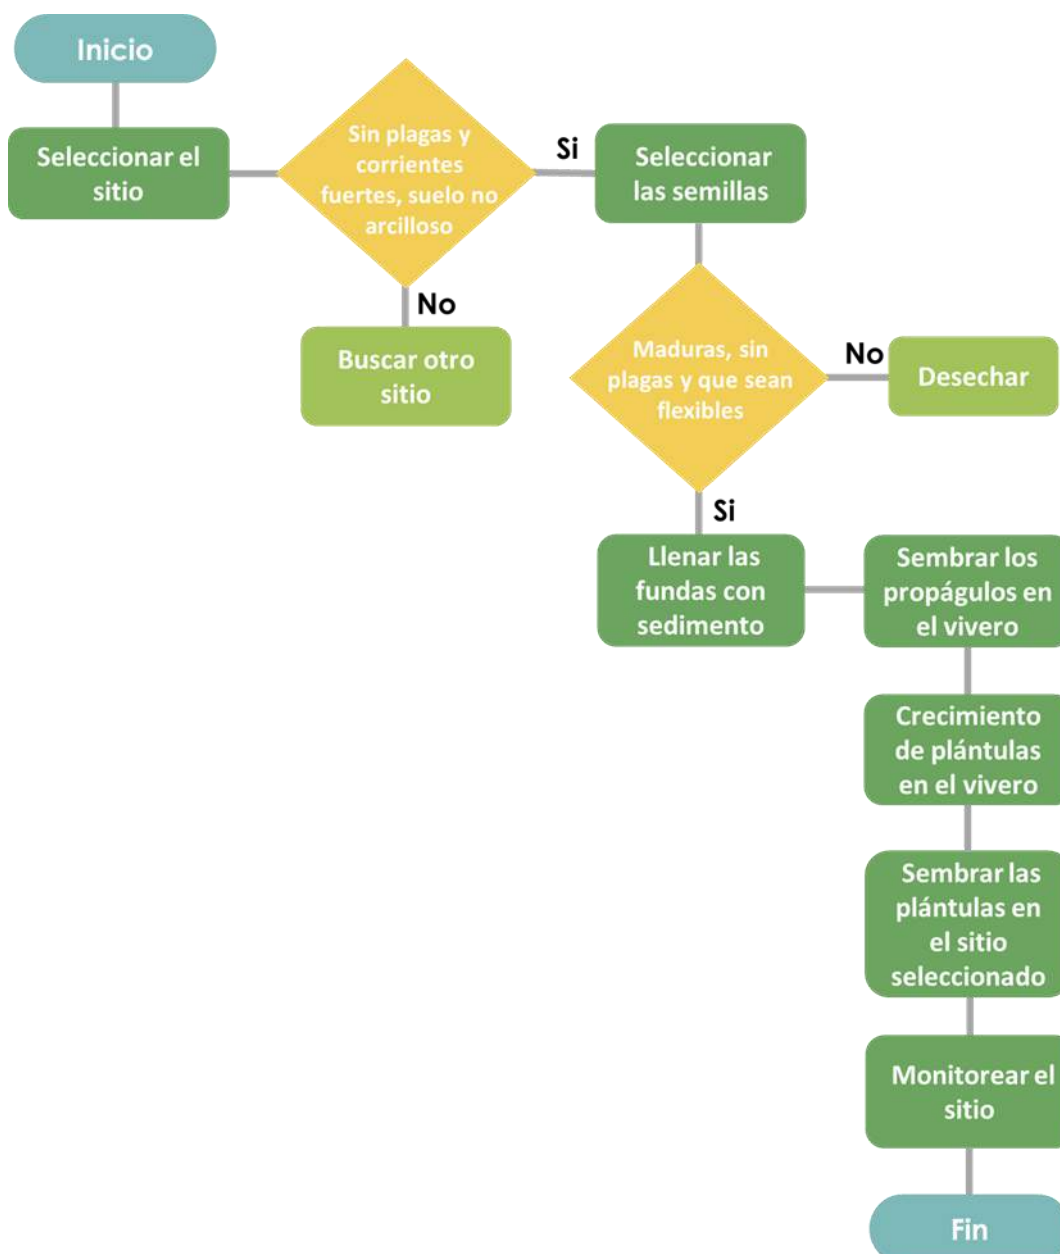 Inicio
Seleccionar el
sitio
Sin plagas y
corrientes
fuertes, suelo no
arcilloso
Si
Seleccionar
las semillas
No
Buscar otro
sitio
Maduras, sin
plagas y que sean
flexibles
No
Desechar
Si
Llenar las
fundas con
sedimento
Sembrar los
propágulos en
el vivero
Crecimiento
de plántulas
en el vivero
Sembrar las
plántulas en
el sitio
seleccionado
Monitorear el
sitio
Fin